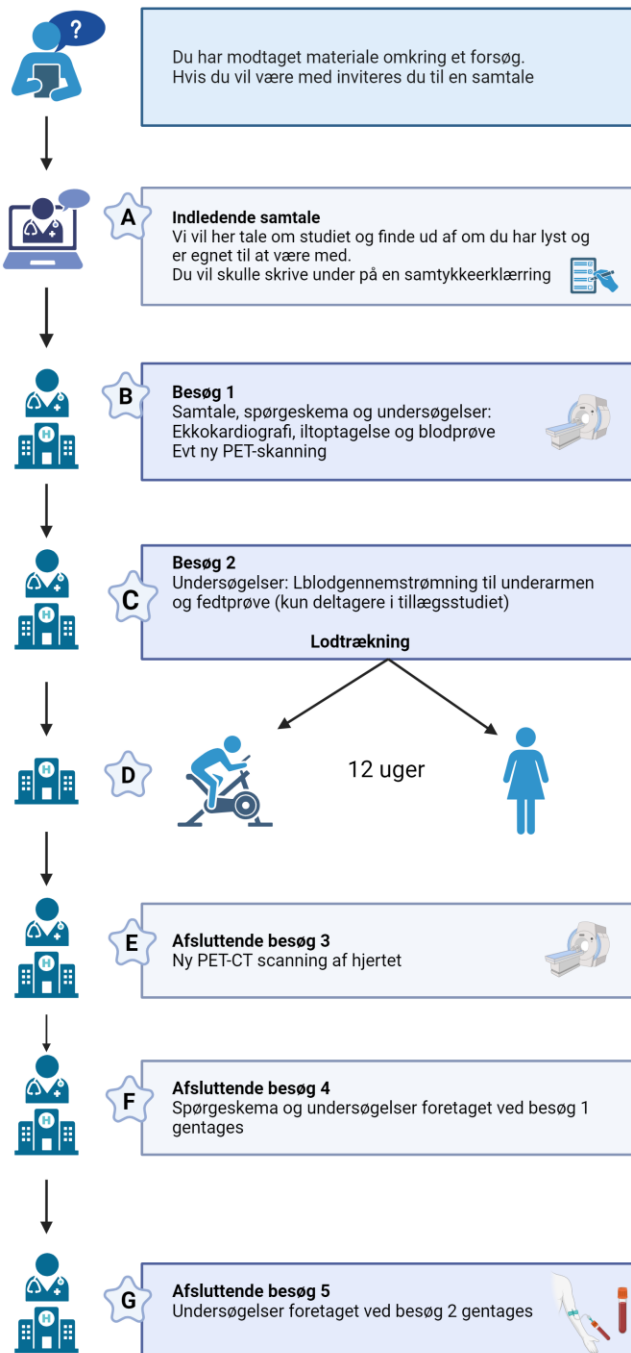 ?
Du har modtaget materiale omkring et forsøg.
Hvis du vil være med inviteres du til en samtale
A
Indledende samtale
Vi vil her tale om studiet og finde ud af om du har lyst og
er egnet til at være med.
Du vil skulle skrive under på en samtykkeerklærring
B
H
Besøg 1
Samtale, spørgeskema og undersøgelser:
Ekkokardiografi, iltoptagelse og blodprøve
Evt ny PET-skanning
C
H
Besøg 2
Undersøgelser: Lblodgennemstrømning til underarmen
og fedtprøve (kun deltagere i tillægsstudiet)
Lodtrækning
H
D
12 uger
E
H
Afsluttende besøg 3
Ny PET-CT scanning af hjertet
F
H
Afsluttende besøg 4
Spørgeskema og undersøgelser foretaget ved besøg 1
gentages
G
H
Afsluttende besøg 5
Undersøgelser foretaget ved besøg 2 gentages